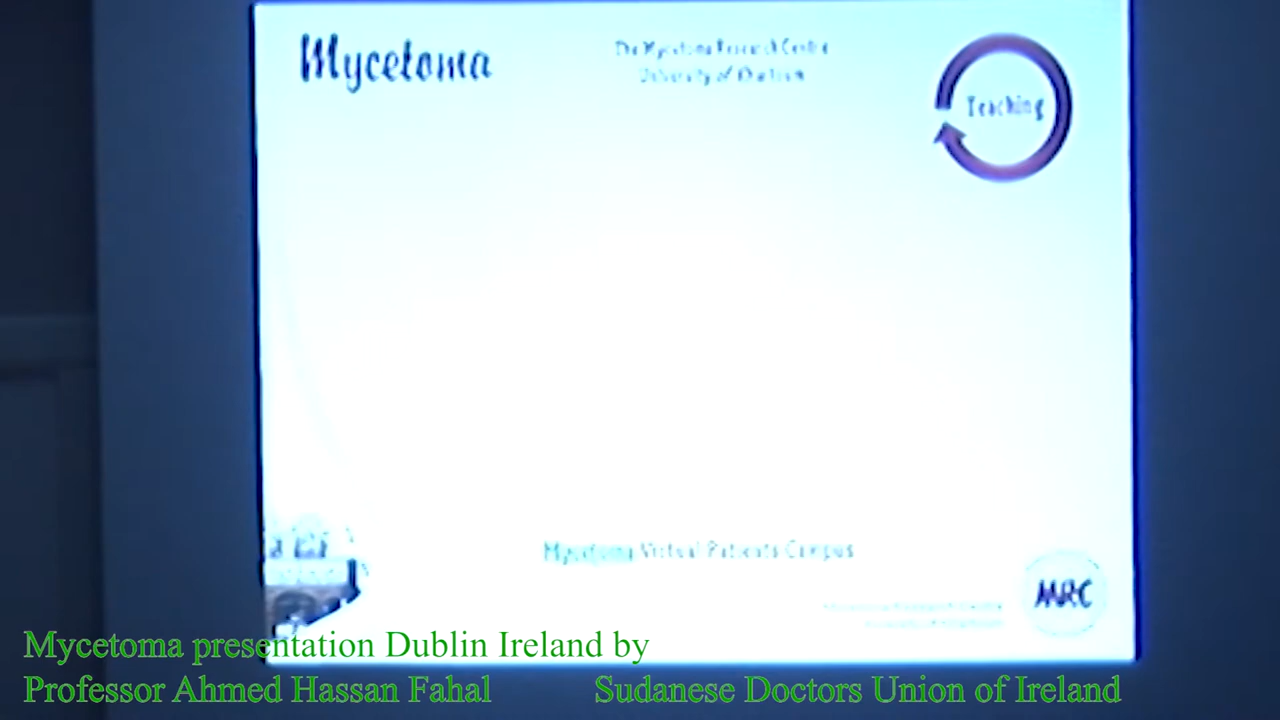 Mycetoma
The Mycetoma Research Centre
University of Khartoum
Teaching
Mycetoma Virtual Patients Campus
MRC
Mycetoma presentation Dublin Ireland by
Professor Ahmed Hassan Fahal Sudanese Doctors Union of Ireland